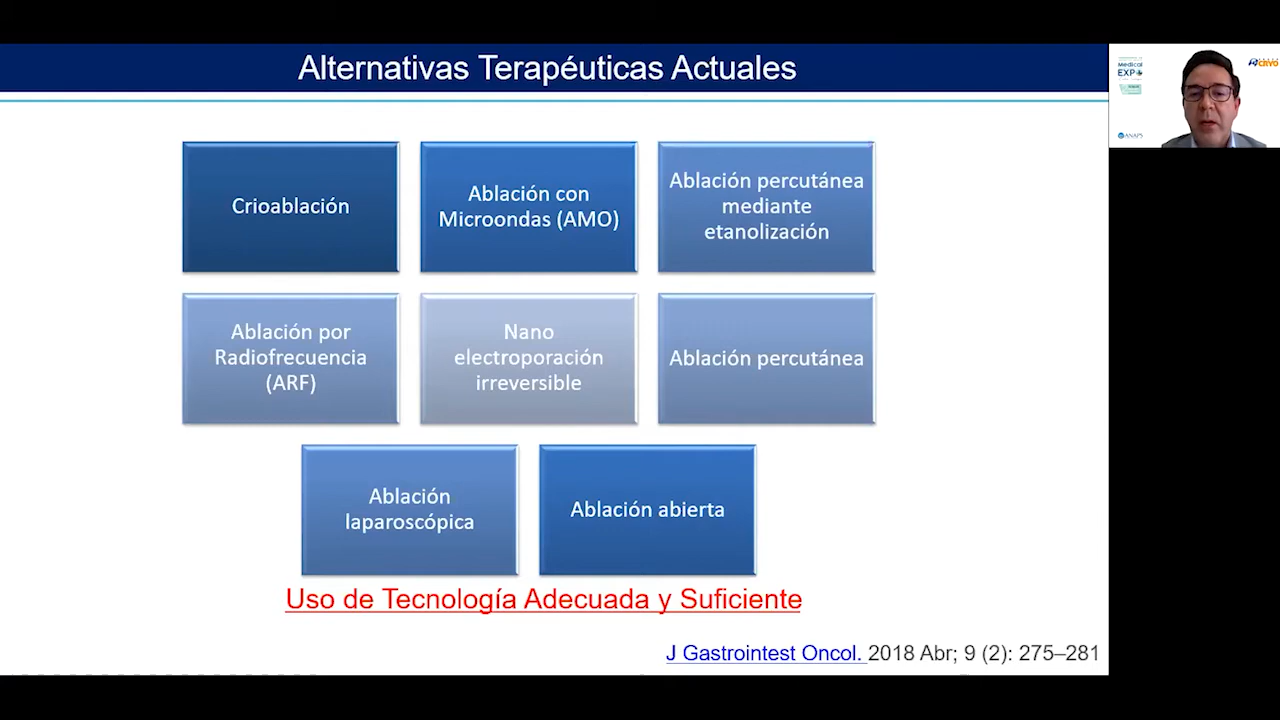 Alternativas Terapéuticas Actuales
Crioablación
Ablación con
Microondas (AMO)
Ablación percutánea
mediante
etanolización
Ablación por
Radiofrecuencia
(ARF)
Nano
electroporación
irreversible
Ablación percutánea
Ablación
laparoscópica
Ablación abierta
Uso de Tecnología Adecuada y Suficiente
J Gastrointest Oncol. 2018 Abr; 9 (2): 275–281
Medical
EXP